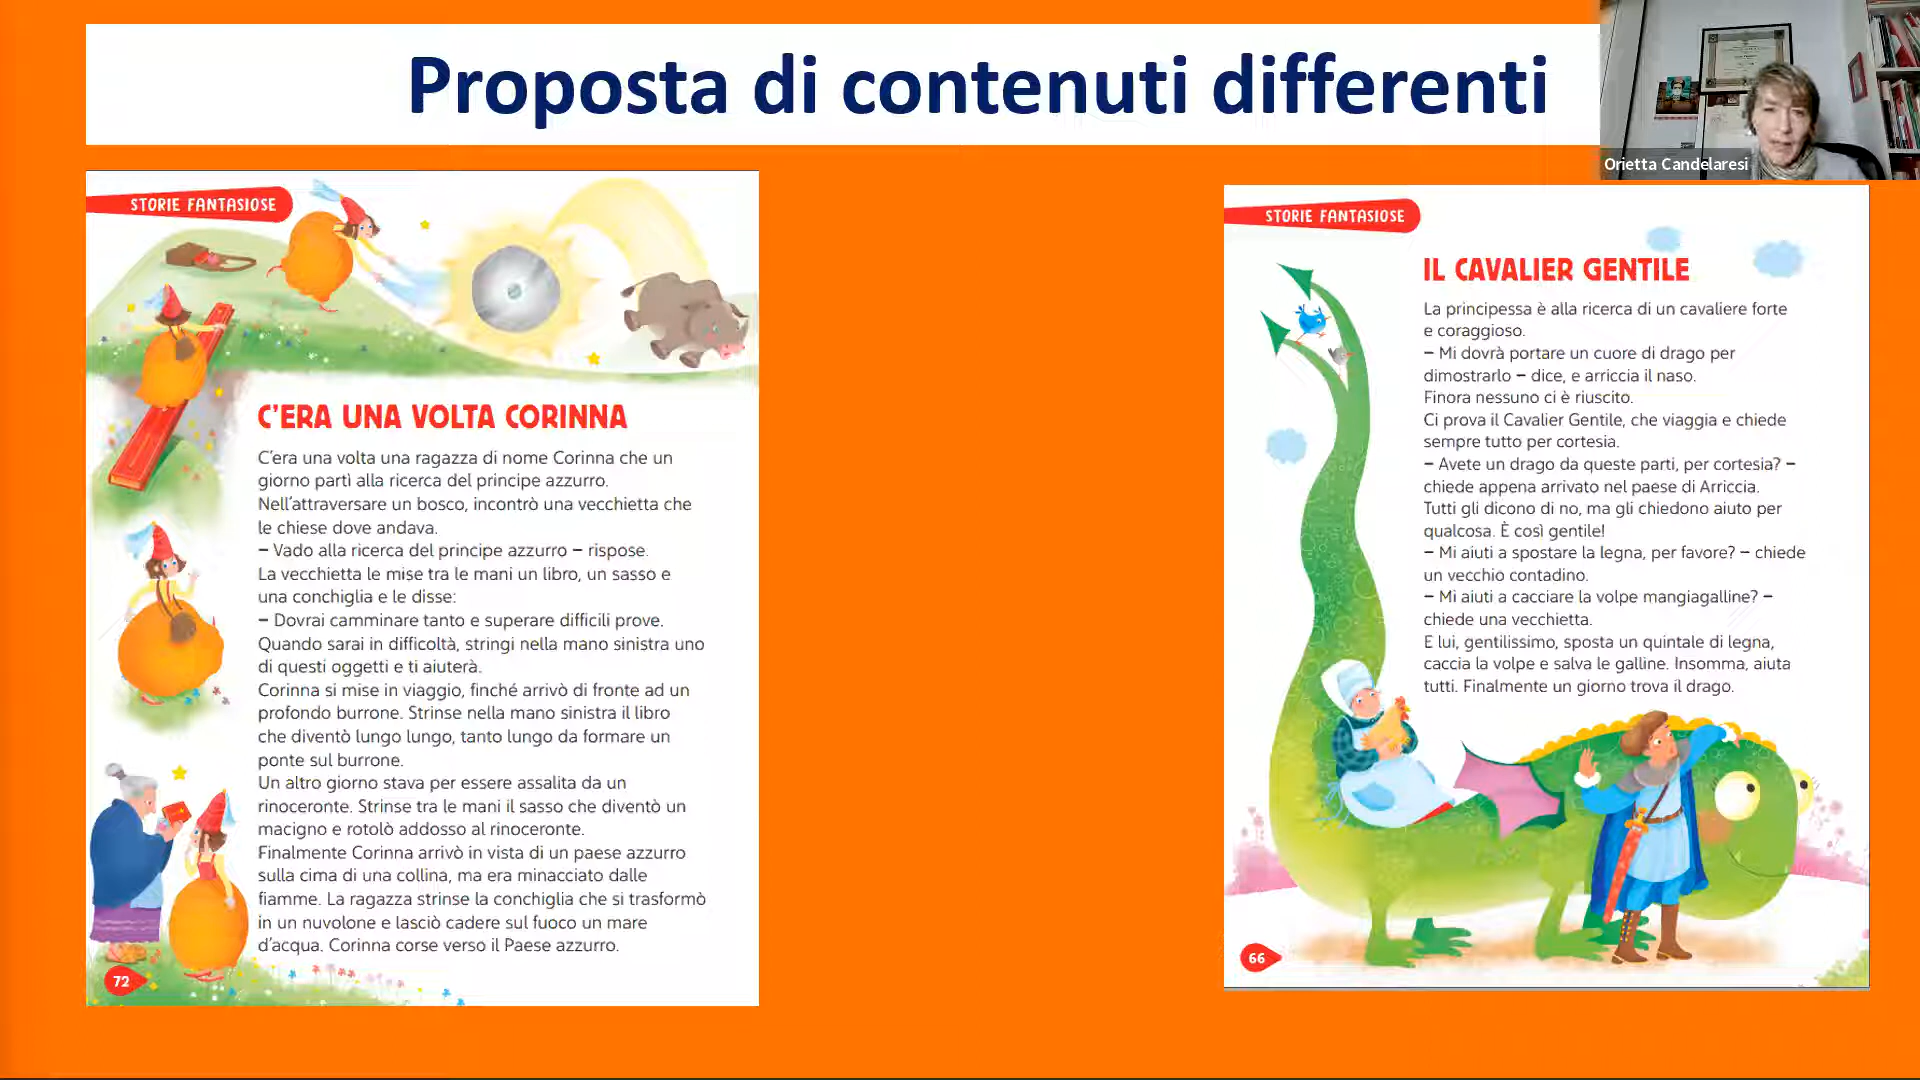 Proposta di contenuti differenti
Orietta Candelaresi
STORIE FANTASIOSE
C'ERA UNA VOLTA CORINNA
C'era una volta una ragazza di nome Corinna che un
giorno partì alla ricerca del principe azzurro.
Nell'attraversare un bosco, incontrò una vecchietta che
le chiese dove andava.
– Vado alla ricerca del principe azzurro – rispose.
La vecchietta le mise tra le mani un libro, un sasso e
una conchiglia e le disse:
– Dovrai camminare tanto e superare difficili prove.
Quando sarai in difficoltà, stringi nella mano sinistra uno
di questi oggetti e ti aiuterà.
Corinna si mise in viaggio, finché arrivò di fronte ad un
profondo burrone. Strinse nella mano sinistra il libro
che diventò lungo lungo, tanto lungo da formare un
ponte sul burrone.
Un altro giorno stava per essere assalita da un
rinoceronte. Strinse tra le mani il sasso che diventò un
macigno e rotolò addosso al rinoceronte.
Finalmente Corinna arrivò in vista di un paese azzurro
sulla cima di una collina, ma era minacciato dalle
fiamme. La ragazza strinse la conchiglia che si trasformò
in un nuvolone e lasciò cadere sul fuoco un mare
d'acqua. Corinna corse verso il Paese azzurro.
72
STORIE FANTASIOSE
IL CAVALIER GENTILE
La principessa è alla ricerca di un cavaliere forte
e coraggioso.
– Mi dovrà portare un cuore di drago per
dimostrarlo – dice, e arriccia il naso.
Finora nessuno ci è riuscito.
Ci prova il Cavalier Gentile, che viaggia e chiede
sempre tutto per cortesia.
– Avete un drago da queste parti, per cortesia? –
chiede appena arrivato nel paese di Arriccia.
Tutti gli dicono di no, ma gli chiedono aiuto per
qualcosa. È così gentile!
– Mi aiuti a spostare la legna, per favore? – chiede
un vecchio contadino.
– Mi aiuti a cacciare la volpe mangiagalline? –
chiede una vecchietta.
E lui, gentilissimo, sposta un quintale di legna,
caccia la volpe e salva le galline. Insomma, aiuta
tutti. Finalmente un giorno trova il drago.
66